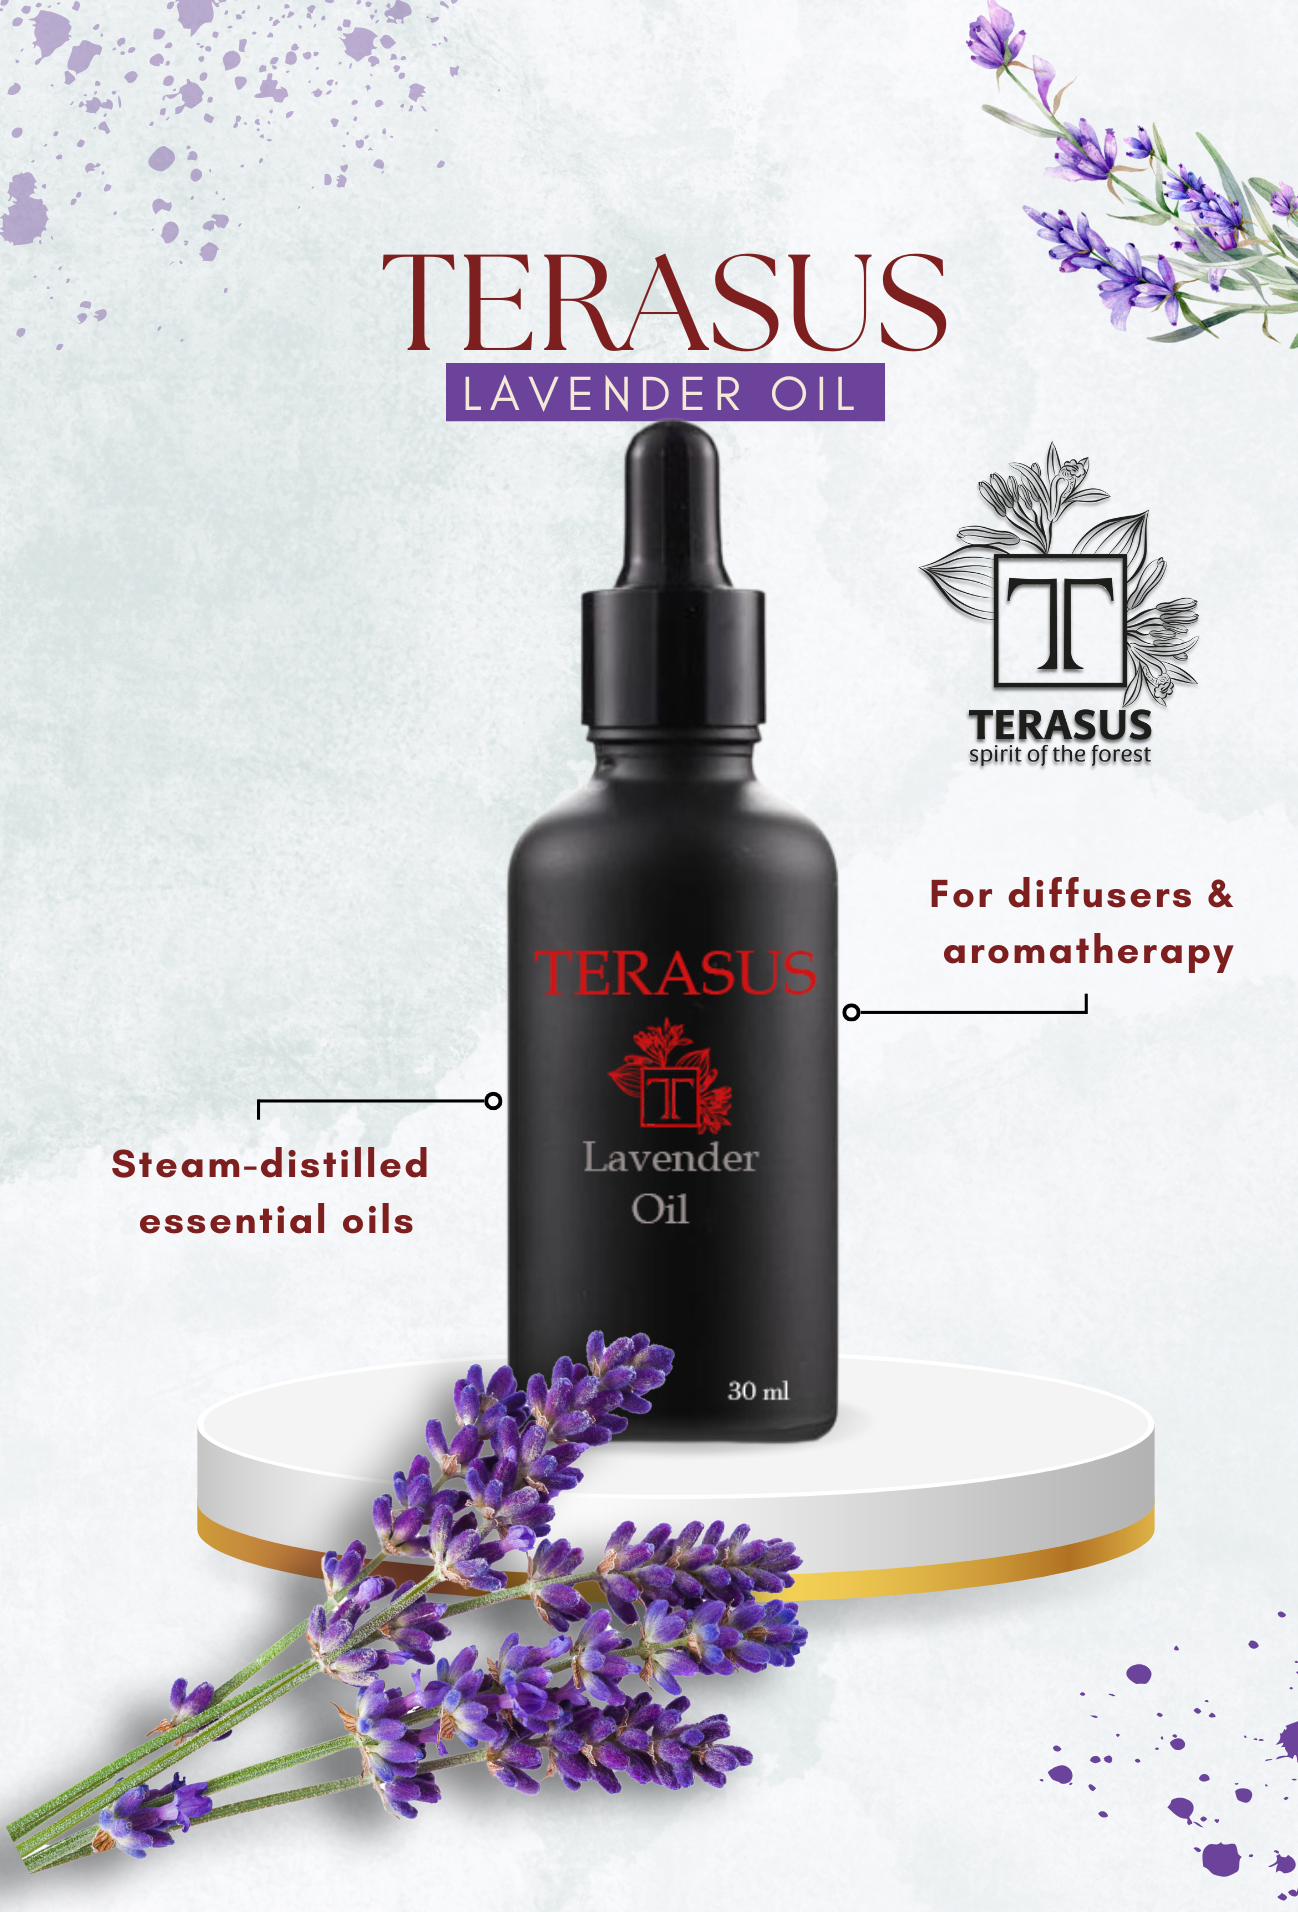 TERASUS
LAVENDER OIL
T
TERASUS
spirit of the forest
For diffusers &
aromatherapy
TERASUS
T
Lavender
Oil
Steam-distilled
essential oils
30 ml